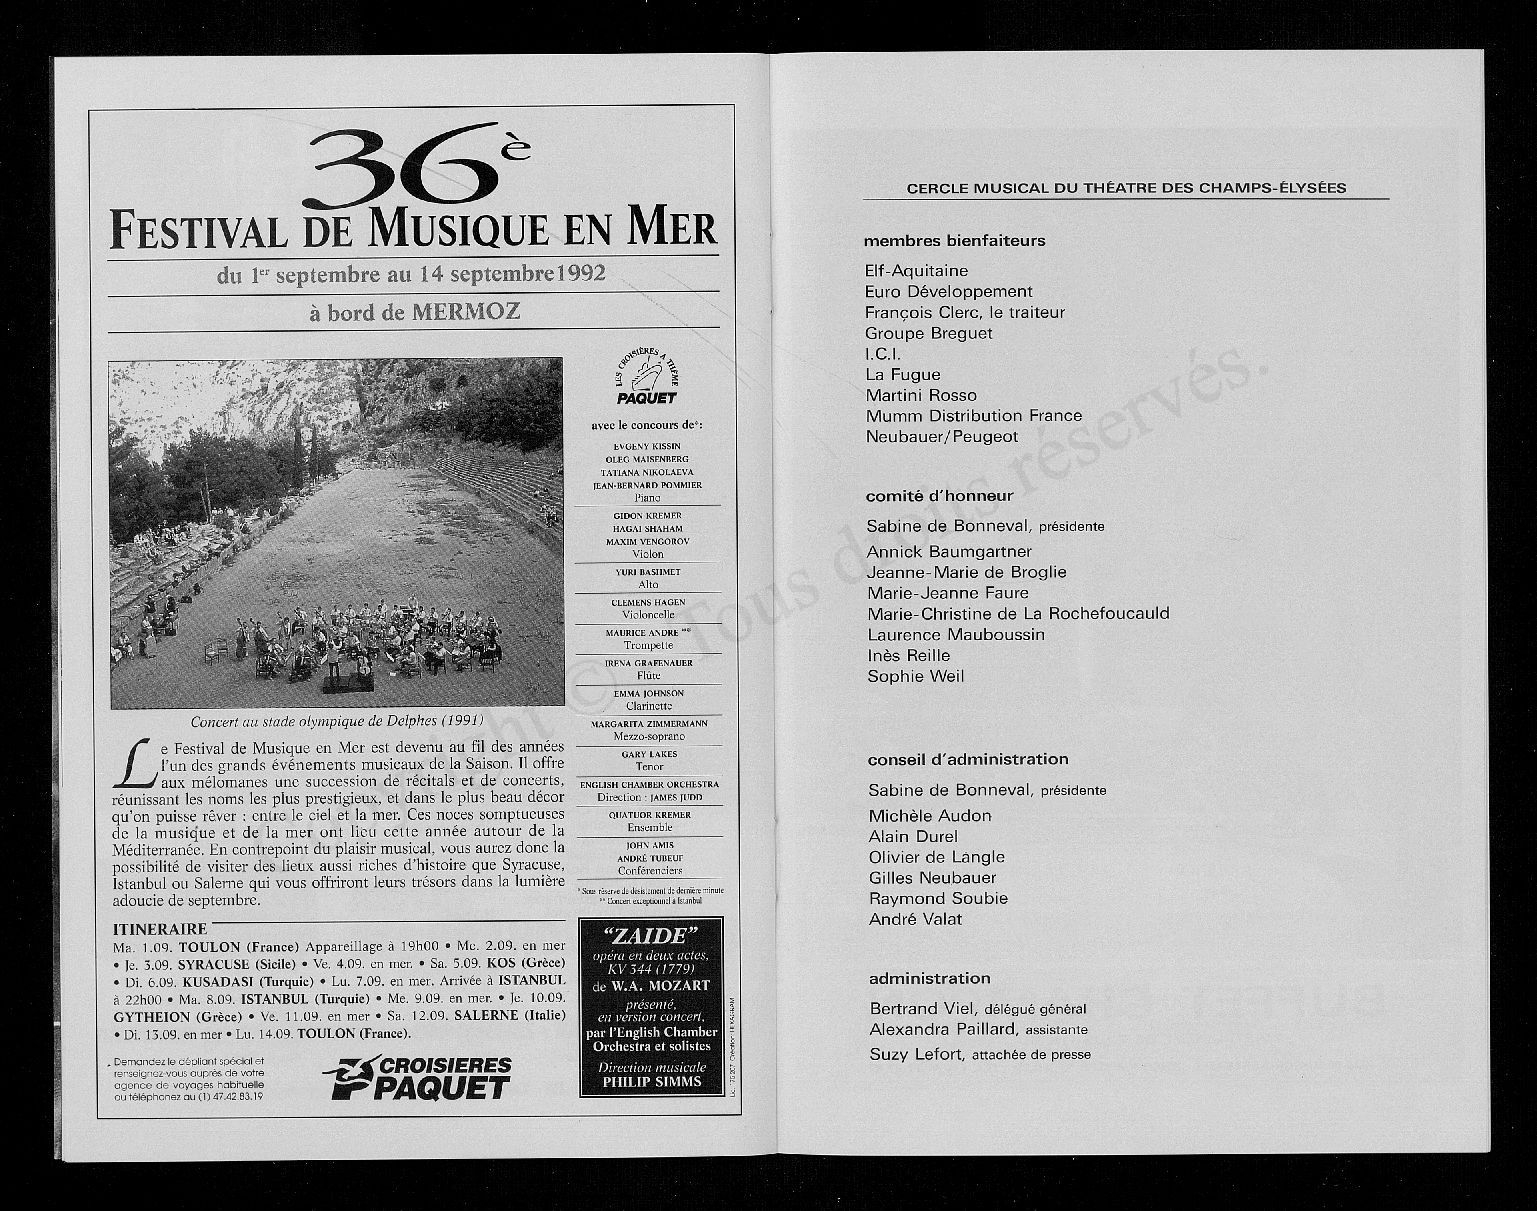 36è
FESTIVAL DE MUSIQUE EN MER
du 1er septembre au 14 septembre1992
à bord de MERMOZ
LES CROISIÈRES A THÈME
PAQUET
avec le concours de*:
EVGENY KISSIN
OLEG MAISENBERG
TATIANA NIKOLAEVA
JEAN-BERNARD POMMIER
Piano
GIDON KREMER
HAGAI SHAHAM
MAXIM VENGOROV
Violon
YURI BASHMET
Alto
CLEMENS HAGEN
Violoncelle
MAURICE ANDRE **
Trompette
IRENA GRAFENAUER
Flûte
EMMA JOHNSON
Clarinette
MARGARITA ZIMMERMANN
Mezzo-soprano
GARY LAKES
Tenor
ENGLISH CHAMBER ORCHESTRA
Direction : JAMES JUDD
QUATUOR KREMER
Ensemble
JOHN AMIS
ANDRÉ TUBEUF
Conférenciers
* Sous réserve de désistement de dernière minute
** Concert exceptionnel à Istanbul
Concert au stade olympique de Delphes (1991)
Le Festival de Musique en Mer est devenu au fil des années
l'un des grands événements musicaux de la Saison. Il offre
aux mélomanes une succession de récitals et de concerts,
réunissant les noms les plus prestigieux, et dans le plus beau décor
qu'on puisse rêver : entre le ciel et la mer. Ces noces somptueuses
de la musique et de la mer ont lieu cette année autour de la
Méditerranée. En contrepoint du plaisir musical, vous aurez donc la
possibilité de visiter des lieux aussi riches d'histoire que Syracuse,
Istanbul ou Salerne qui vous offriront leurs trésors dans la lumière
adoucie de septembre.
ITINERAIRE
Ma. 1.09. TOULON (France) Appareillage à 19h00 • Me. 2.09. en mer
• Je. 3.09. SYRACUSE (Sicile) • Ve. 4.09. en mer. • Sa. 5.09. KOS (Grèce)
• Di. 6.09. KUSADASI (Turquie) • Lu. 7.09. en mer. Arrivée à ISTANBUL
à 22h00 • Ma. 8.09. ISTANBUL (Turquie) • Me. 9.09. en mer. • Je. 10.09.
GYTHEION (Grèce) • Ve. 11.09. en mer • Sa. 12.09. SALERNE (Italie)
• Di. 13.09. en mer • Lu. 14.09. TOULON (France).
Demandez le dépliant spécial et
renseignez-vous auprès de votre
agence de voyages habituelle
ou téléphonez au (1) 47.42.83.19
CROISIERES
PAQUET
"ZAIDE"
opéra en deux actes,
KV 344 (1779)
de W.A. MOZART
présenté,
en version concert,
par l'English Chamber
Orchestra et solistes
Direction musicale
PHILIP SIMMS
Création : HEXAGRAM
CERCLE MUSICAL DU THÉATRE DES CHAMPS-ÉLYSÉES
membres bienfaiteurs
Elf-Aquitaine
Euro Développement
François Clerc, le traiteur
Groupe Breguet
I.C.I.
La Fugue
Martini Rosso
Mumm Distribution France
Neubauer/Peugeot
comité d'honneur
Sabine de Bonneval, présidente
Annick Baumgartner
Jeanne-Marie de Broglie
Marie-Jeanne Faure
Marie-Christine de La Rochefoucauld
Laurence Mauboussin
Inès Reille
Sophie Weil
conseil d'administration
Sabine de Bonneval, présidente
Michèle Audon
Alain Durel
Olivier de Langle
Gilles Neubauer
Raymond Soubie
André Valat
administration
Bertrand Viel, délégué général
Alexandra Paillard, assistante
Suzy Lefort, attachée de presse
© Tous droits réservés.